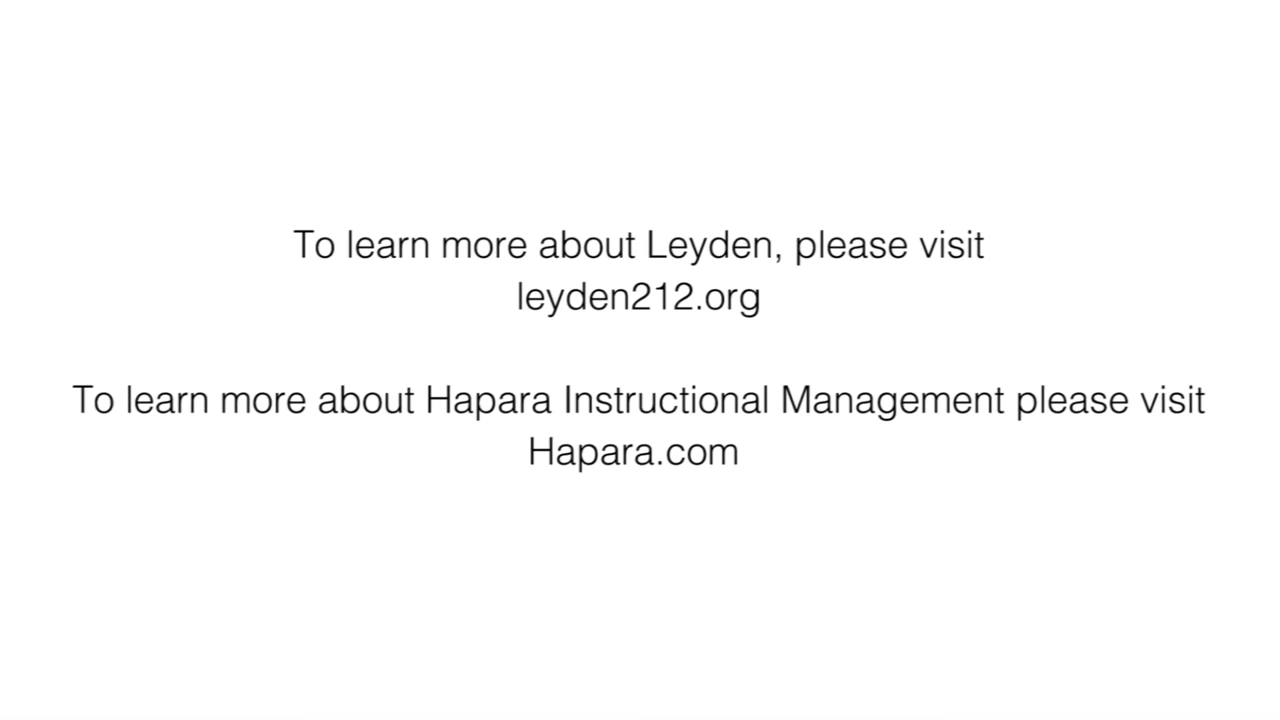 To learn more about Leyden, please visit
leyden212.org
To learn more about Hapara Instructional Management please visit
Hapara.com